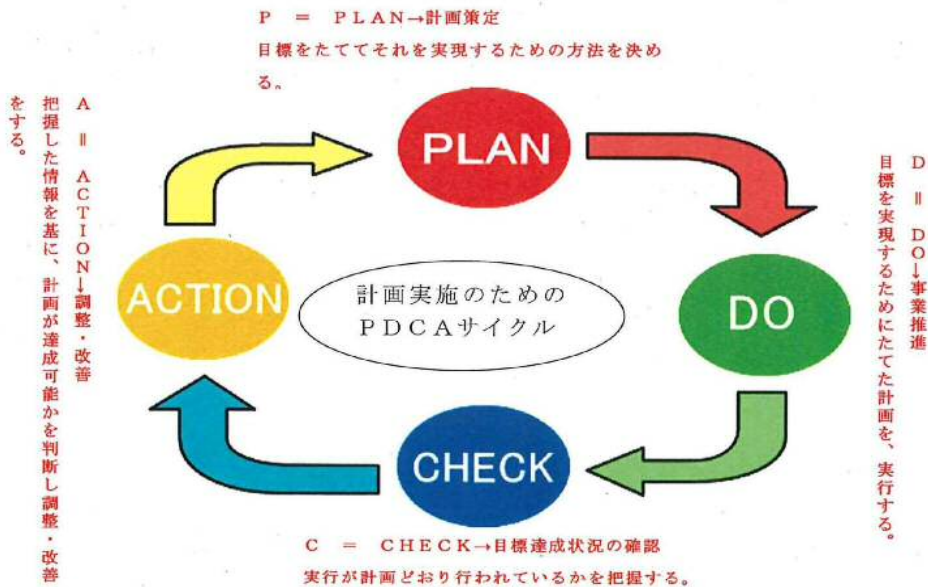 P = PLAN→計画策定
目標をたててそれを実現するための方法を決め
る。
PLAN
D = DO→事業推進
目標を実現するためにたてた計画を、実行する。
DO
計画実施のための
PDCAサイクル
CHECK
C = CHECK→目標達成状況の確認
実行が計画どおり行われているかを把握する。
ACTION
A = ACTION→調整・改善
把握した情報を基に、計画が達成可能かを判断し調整・改善
をする。